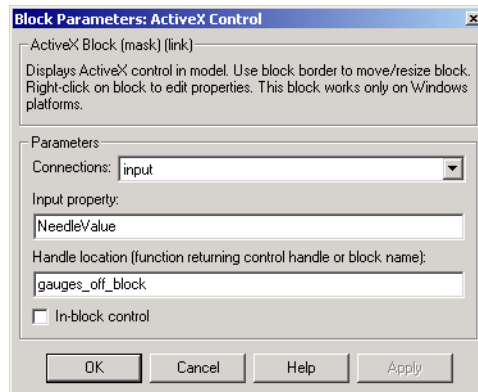 Block Parameters: ActiveX Control
ActiveX Block (mask) (link)
Displays ActiveX control in model. Use block border to move/resize block.
Right-click on block to edit properties. This block works only on Windows
platforms.
Parameters
Connections: input
Input property:
NeedleValue
Handle location (function returning control handle or block name):
gauges_off_block
In-block control
OK Cancel Help Apply